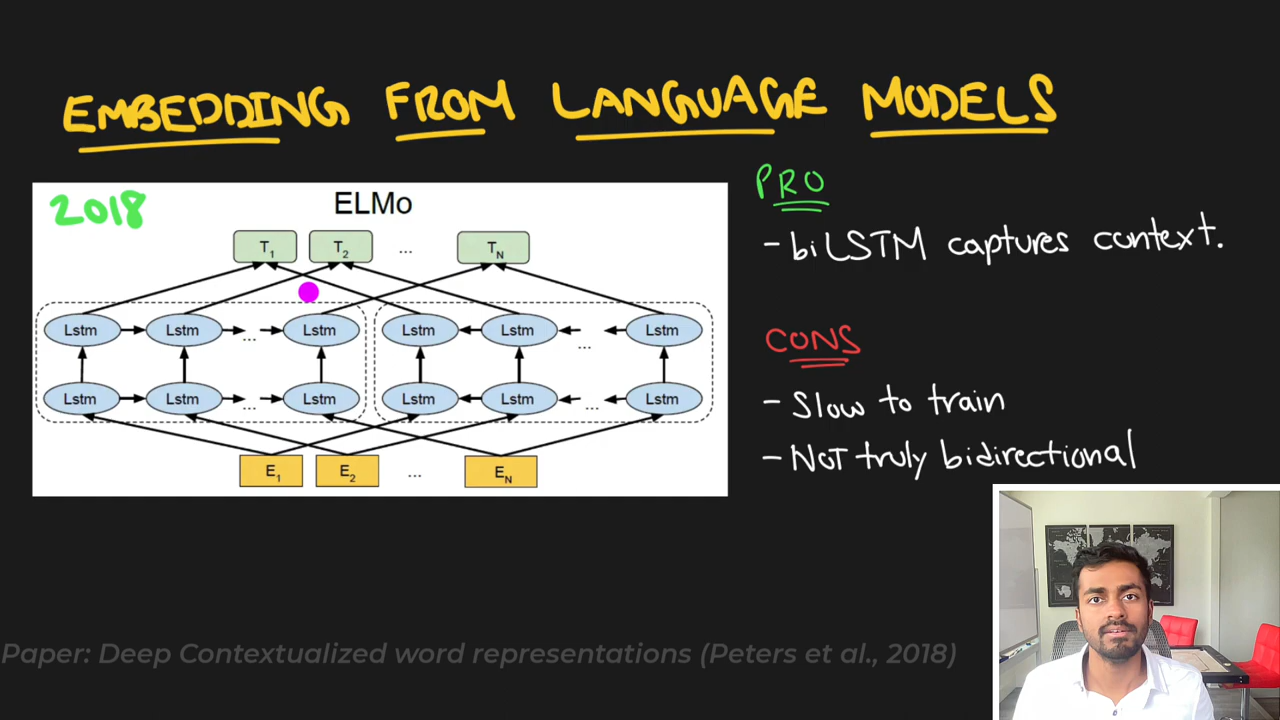 EMBEDDING FROM LANGUAGE MODELS
2018
ELMo
T1 T2 ... TN
Lstm Lstm ... Lstm Lstm Lstm ... Lstm
Lstm Lstm ... Lstm Lstm Lstm ... Lstm
E1 E2 ... EN
PRO
- biLSTM captures context.
CONS
- Slow to train
- Not truly bidirectional
Paper: Deep Contextualized word representations (Peters et al., 2018)